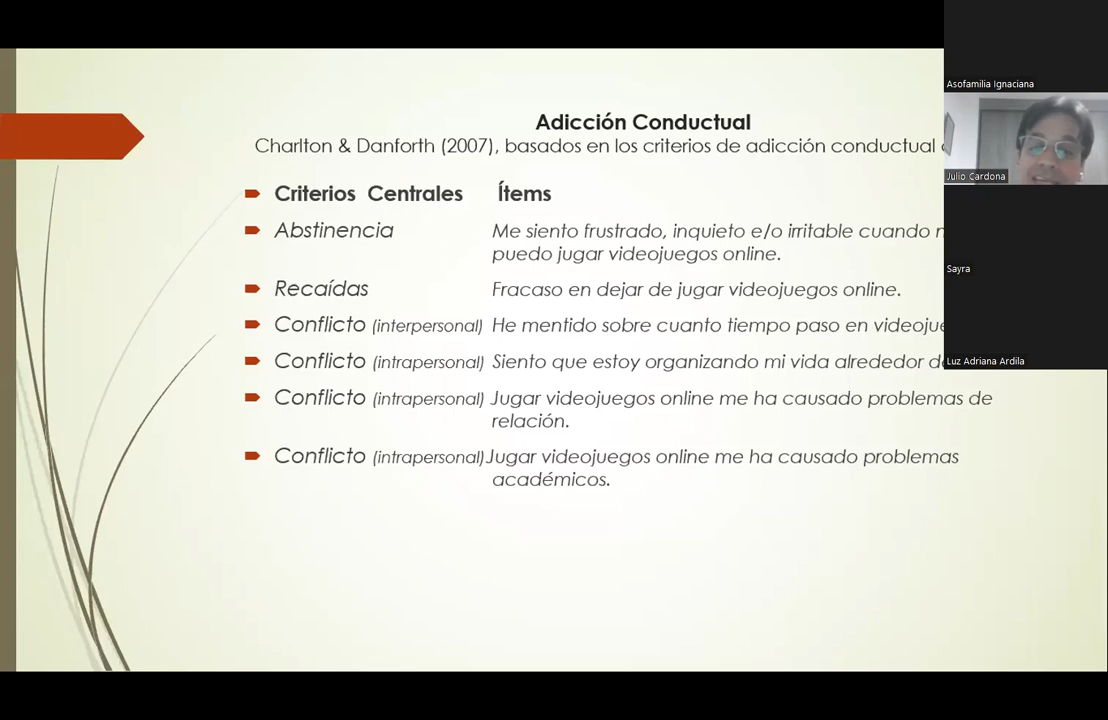 Adicción Conductual
Charlton & Danforth (2007), basados en los criterios de adicción conductual
Criterios Centrales Ítems
Abstinencia Me siento frustrado, inquieto e/o irritable cuando
puedo jugar videojuegos online.
Recaídas Fracaso en dejar de jugar videojuegos online.
Conflicto (interpersonal) He mentido sobre cuanto tiempo paso en
Conflicto (intrapersonal) Siento que estoy organizando mi vida alrededor
Conflicto (intrapersonal) Jugar videojuegos online me ha causado problemas de
relación.
Conflicto (intrapersonal)Jugar videojuegos online me ha causado problemas
académicos.
Asofamilia Ignaciana
Julio Cardona
Sayra
Luz Adriana Ardila